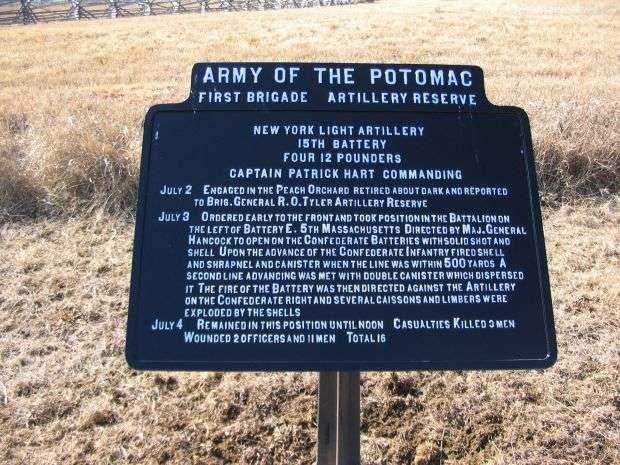 ARMY OF THE POTOMAC
FIRST BRIGADE ARTILLERY RESERVE
NEW YORK LIGHT ARTILLERY
15TH BATTERY
FOUR 12 POUNDERS
CAPTAIN PATRICK HART COMMANDING
JULY 2 ENGAGED IN THE PEACH ORCHARD RETIRED ABOUT DARK AND REPORTED
TO BRIG. GENERAL R. O. TYLER ARTILLERY RESERVE
JULY 3 ORDERED EARLY TO THE FRONT AND TOOK POSITION IN THE BATTALION ON
THE LEFT OF BATTERY E. 5TH MASSACHUSETTS DIRECTED BY MAJ. GENERAL
HANCOCK TO OPEN ON THE CONFEDERATE BATTERIES WITH SOLID SHOT AND
SHELL UPON THE ADVANCE OF THE CONFEDERATE INFANTRY FIRED SHELL
AND SHRAPNEL AND CANISTER WHEN THE LINE WAS WITHIN 500 YARDS A
SECOND LINE ADVANCING WAS MET WITH DOUBLE CANISTER WHICH DISPERSED
IT THE FIRE OF THE BATTERY WAS THEN DIRECTED AGAINST THE ARTILLERY
ON THE CONFEDERATE RIGHT AND SEVERAL CAISSONS AND LIMBERS WERE
EXPLODED BY THE SHELLS
JULY 4 REMAINED IN THIS POSITION UNTIL NOON CASUALTIES KILLED 3 MEN
WOUNDED 2 OFFICERS AND 11 MEN TOTAL 16